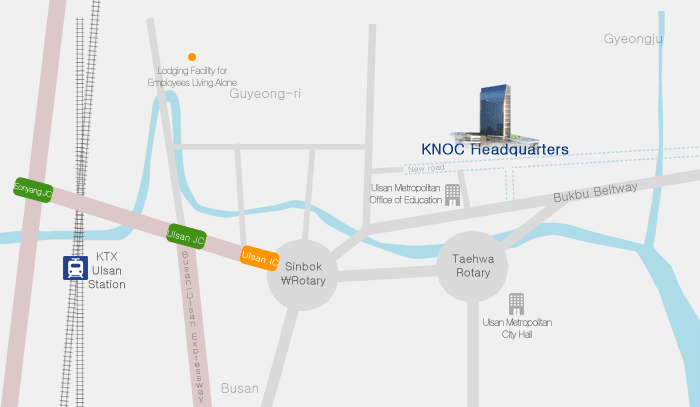 Gyeongju
Lodging Facility for
Employees Living Alone
Guyeong-ri
KNOC Headquarters
New road
Ulsan Metropolitan
Office of Education
Bukbu Beltway
Eonyang JC
Ulsan JC
Ulsan IC
KTX
Ulsan
Station
Sinbok
₩Rotary
Taehwa
Rotary
Busan-Ulsan Expressway
Ulsan Metropolitan
City Hall
Busan